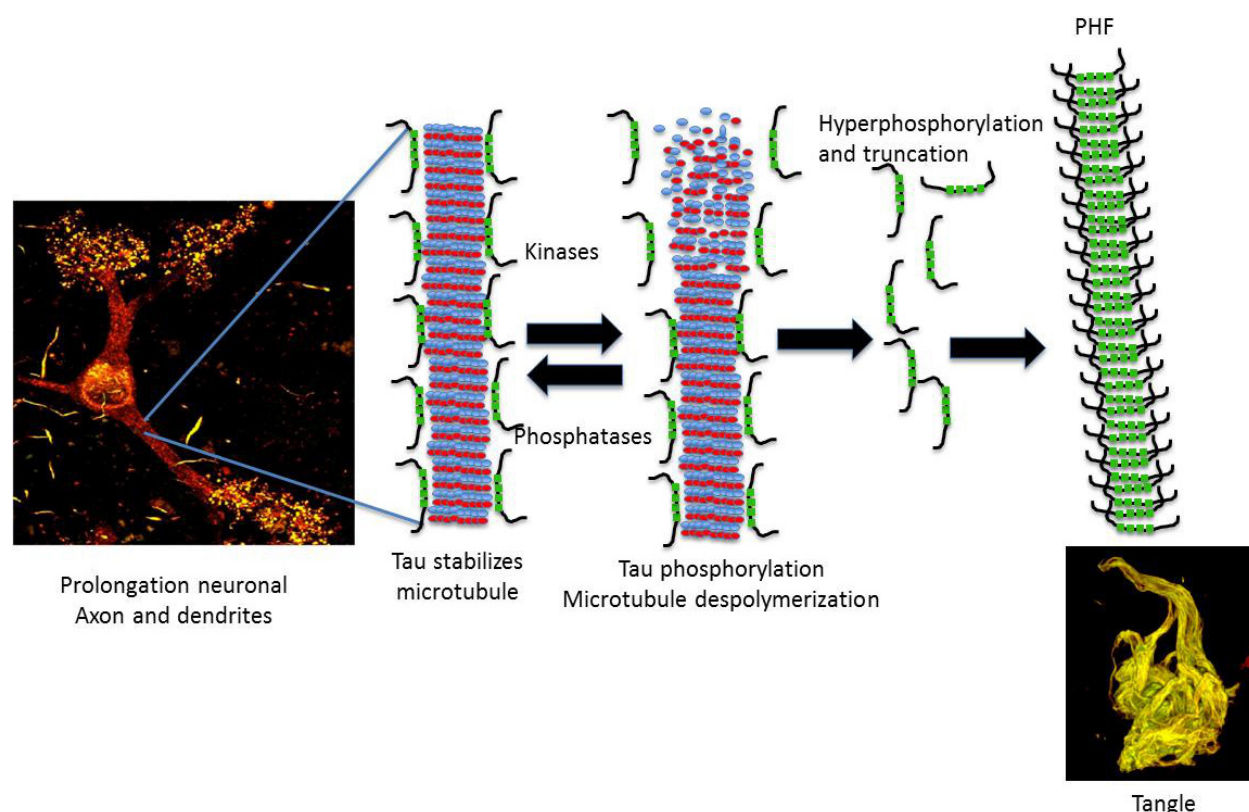 PHF
Hyperphosphorylation
and truncation
Kinases
Phosphatases
Tau stabilizes
microtubule
Tau phosphorylation
Microtubule despolymerization
Prolongation neuronal
Axon and dendrites
Tangle